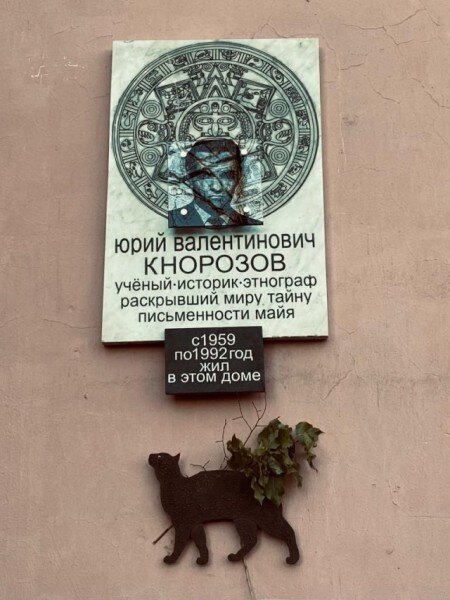 юрий валентинович
КНОРОЗОВ
учёный·историк·этнограф
раскрывший миру тайну
письменности майя
с1959
по1992год
жил
в этом доме